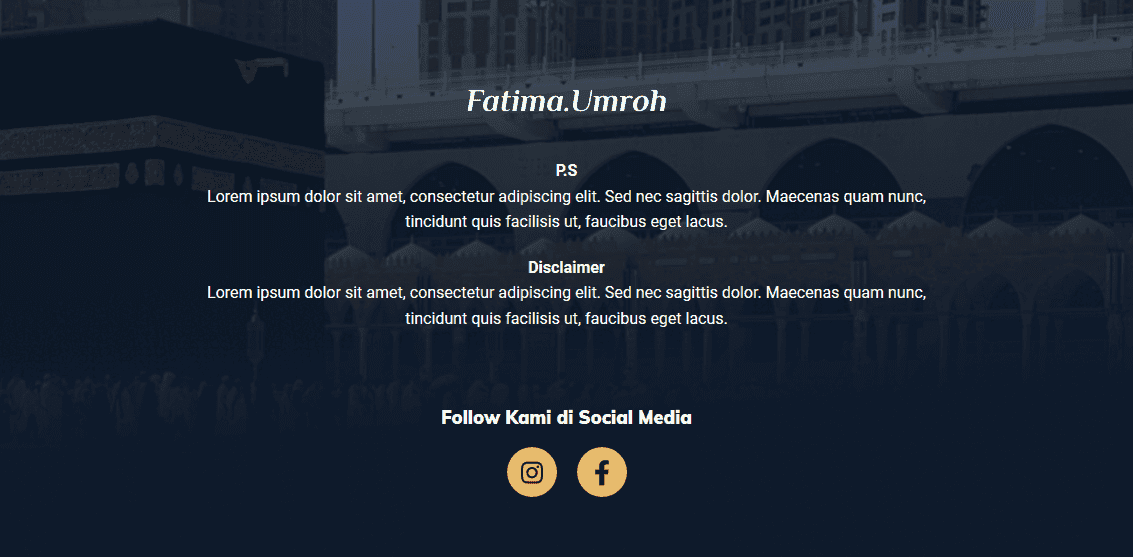 Fatima.Umroh
P.S
Lorem ipsum dolor sit amet, consectetur adipiscing elit. Sed nec sagittis dolor. Maecenas quam nunc,
tincidunt quis facilisis ut, faucibus eget lacus.
Disclaimer
Lorem ipsum dolor sit amet, consectetur adipiscing elit. Sed nec sagittis dolor. Maecenas quam nunc,
tincidunt quis facilisis ut, faucibus eget lacus.
Follow Kami di Social Media